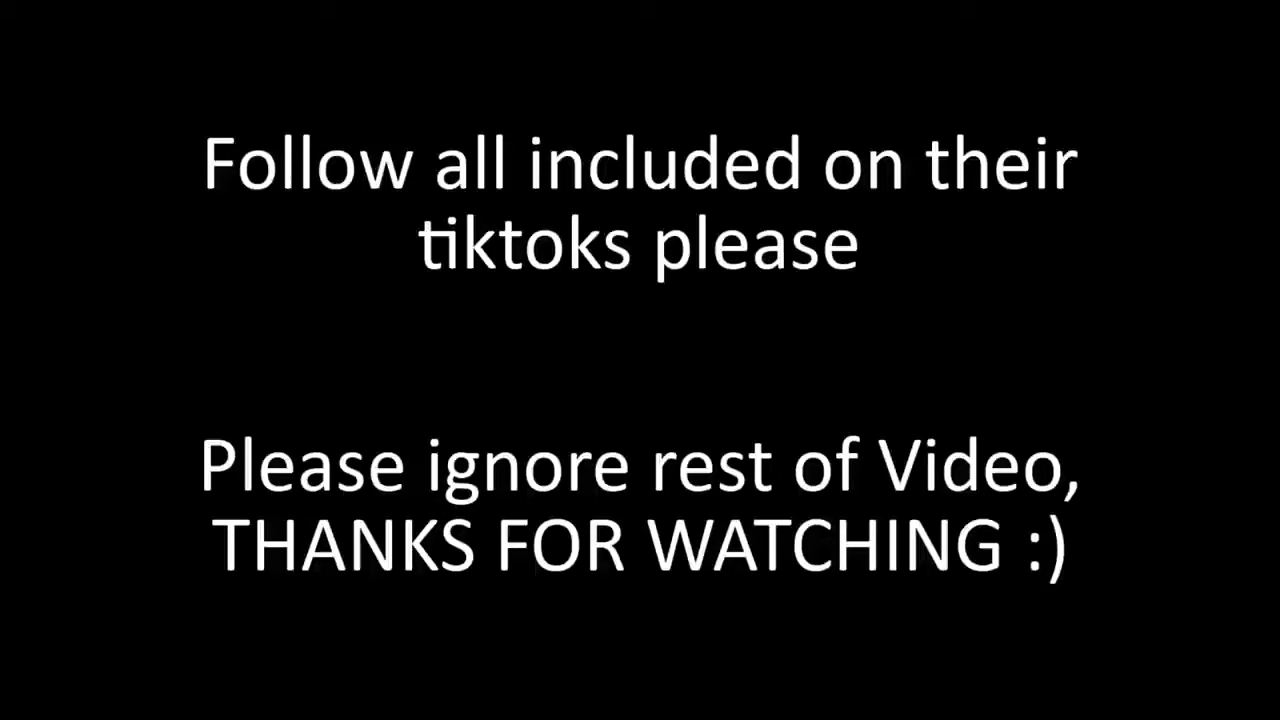 Follow all included on their
tiktoks please
Please ignore rest of Video,
THANKS FOR WATCHING :)